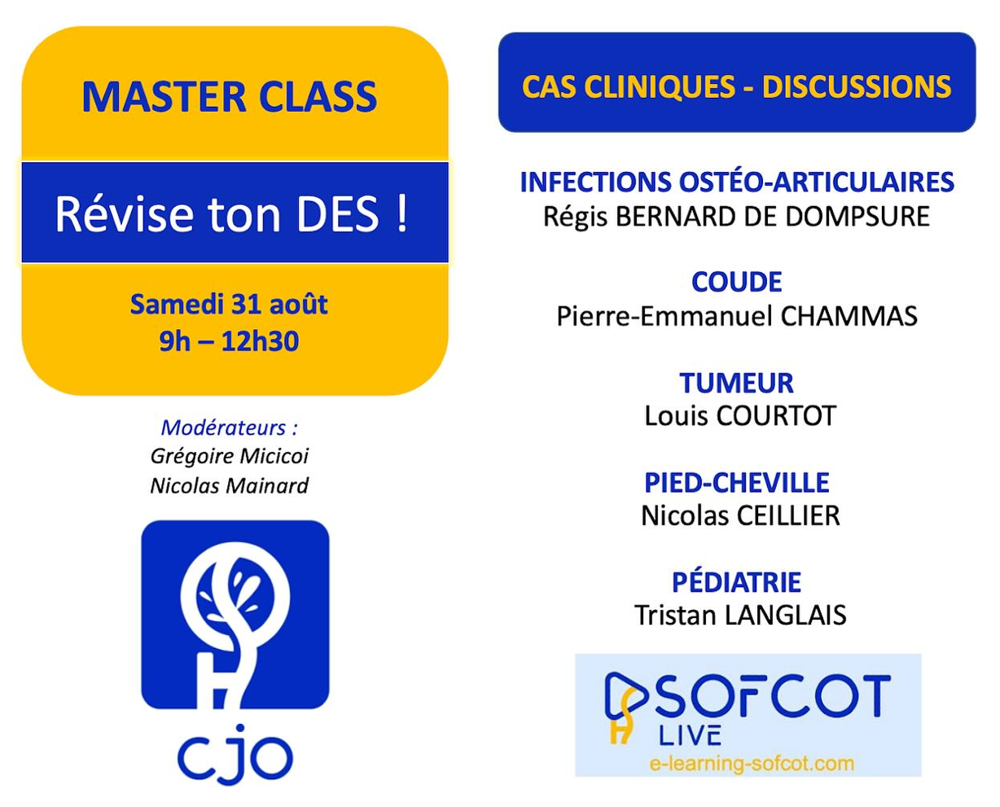 MASTER CLASS
Révise ton DES !
Samedi 31 août
9h – 12h30
Modérateurs :
Grégoire Micicoi
Nicolas Mainard
cjo
CAS CLINIQUES - DISCUSSIONS
INFECTIONS OSTÉO-ARTICULAIRES
Régis BERNARD DE DOMPSURE
COUDE
Pierre-Emmanuel CHAMMAS
TUMEUR
Louis COURTOT
PIED-CHEVILLE
Nicolas CEILLIER
PÉDIATRIE
Tristan LANGLAIS
SOFCOT
LIVE
e-learning-sofcot.com